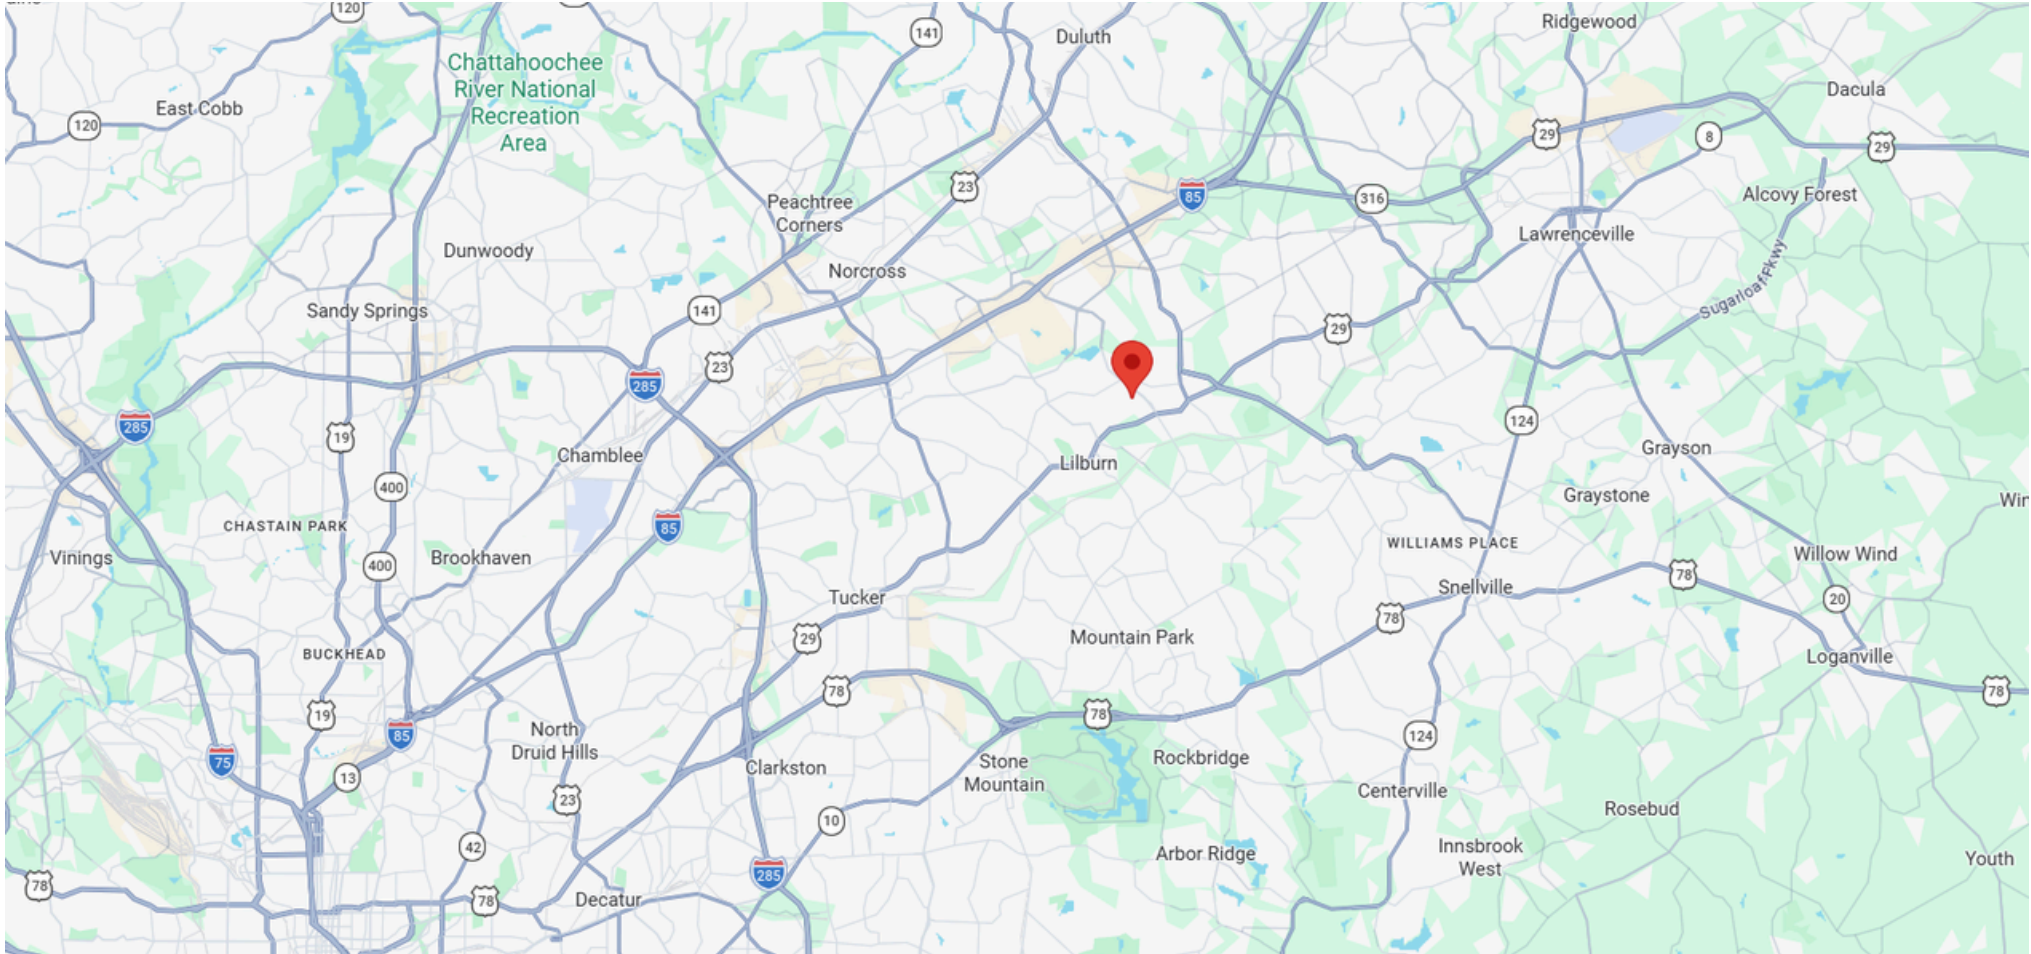 120
141
Duluth
Ridgewood
Chattahoochee
River National
Recreation
Area
East Cobb
120
Dacula
29
8
29
23
85
316
Alcovy Forest
Peachtree
Corners
Lawrenceville
Dunwoody
Norcross
Sugarloaf Pkwy
Sandy Springs
141
29
23
285
285
19
124
Chamblee
Lilburn
Grayson
400
Graystone
CHASTAIN PARK
85
WILLIAMS PLACE
Vinings
Brookhaven
400
Willow Wind
78
Snellville
Tucker
20
78
29
Mountain Park
BUCKHEAD
Loganville
78
78
19
78
85
124
North
Druid Hills
75
13
Clarkston
Stone
Mountain
Rockbridge
Centerville
23
10
Rosebud
42
Arbor Ridge
Innsbrook
West
Youth
285
78
78
Decatur